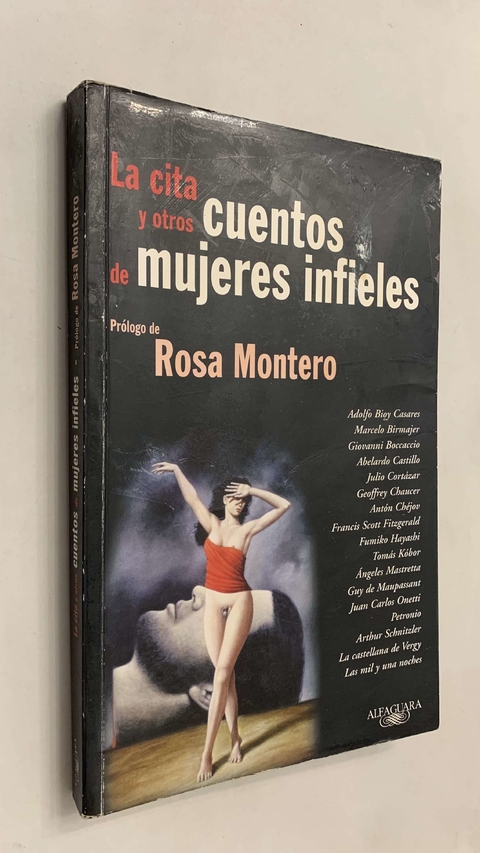 La cita
y otros cuentos
de mujeres infieles
Prólogo de
Rosa Montero
Adolfo Bioy Casares
Marcelo Birmajer
Giovanni Boccaccio
Abelardo Castillo
Julio Cortázar
Geoffrey Chaucer
Antón Chéjov
Francis Scott Fitzgerald
Fumiko Hayashi
Tomás Kóbor
Ángeles Mastretta
Guy de Maupassant
Juan Carlos Onetti
Petronio
Arthur Schnitzler
La castellana de Vergy
Las mil y una noches
ALFAGUARA
La cita y otros cuentos de mujeres infieles - Prólogo de Rosa Montero